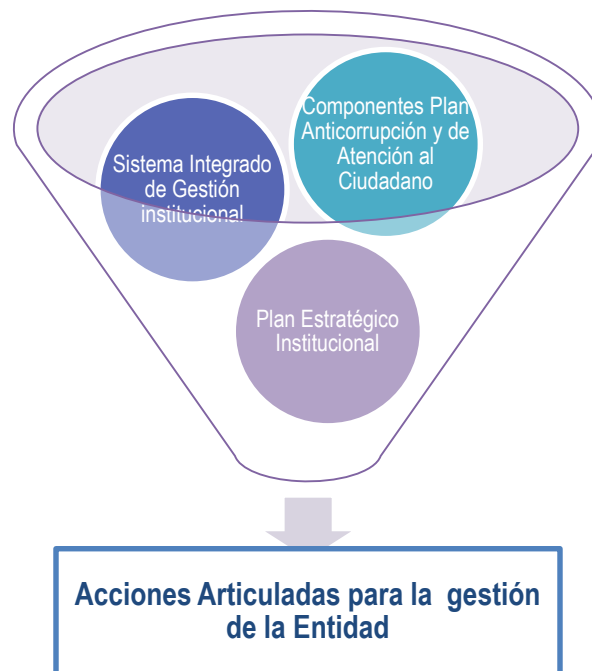 Componentes Plan
Anticorrupción y de
Atención al
Ciudadano
Sistema Integrado
de Gestión
institucional
Plan Estratégico
Institucional
Acciones Articuladas para la gestión
de la Entidad